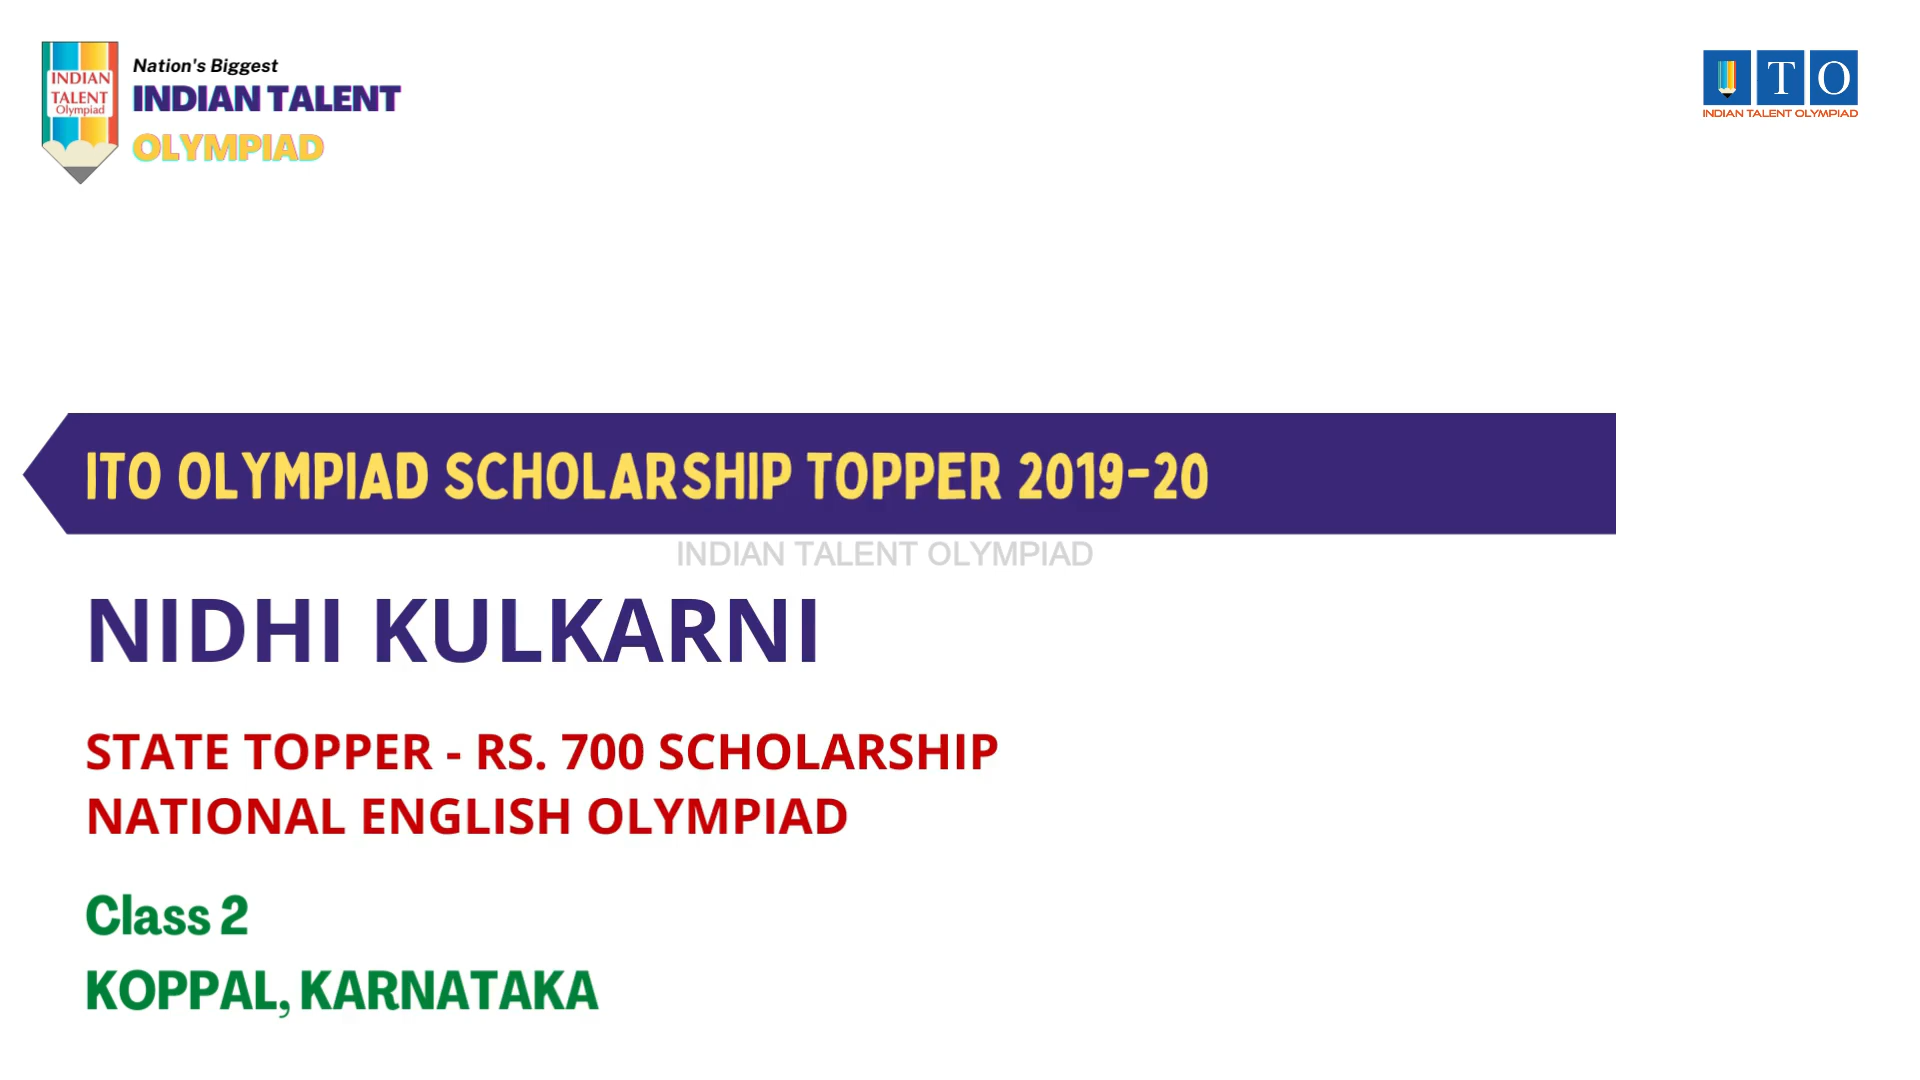 INDIAN
TALENT
Olympiad
Nation's Biggest
INDIAN TALENT
OLYMPIAD
T O
INDIAN TALENT OLYMPIAD
ITO OLYMPIAD SCHOLARSHIP TOPPER 2019-20
INDIAN TALENT OLYMPIAD
NIDHI KULKARNI
STATE TOPPER - RS. 700 SCHOLARSHIP
NATIONAL ENGLISH OLYMPIAD
Class 2
KOPPAL, KARNATAKA